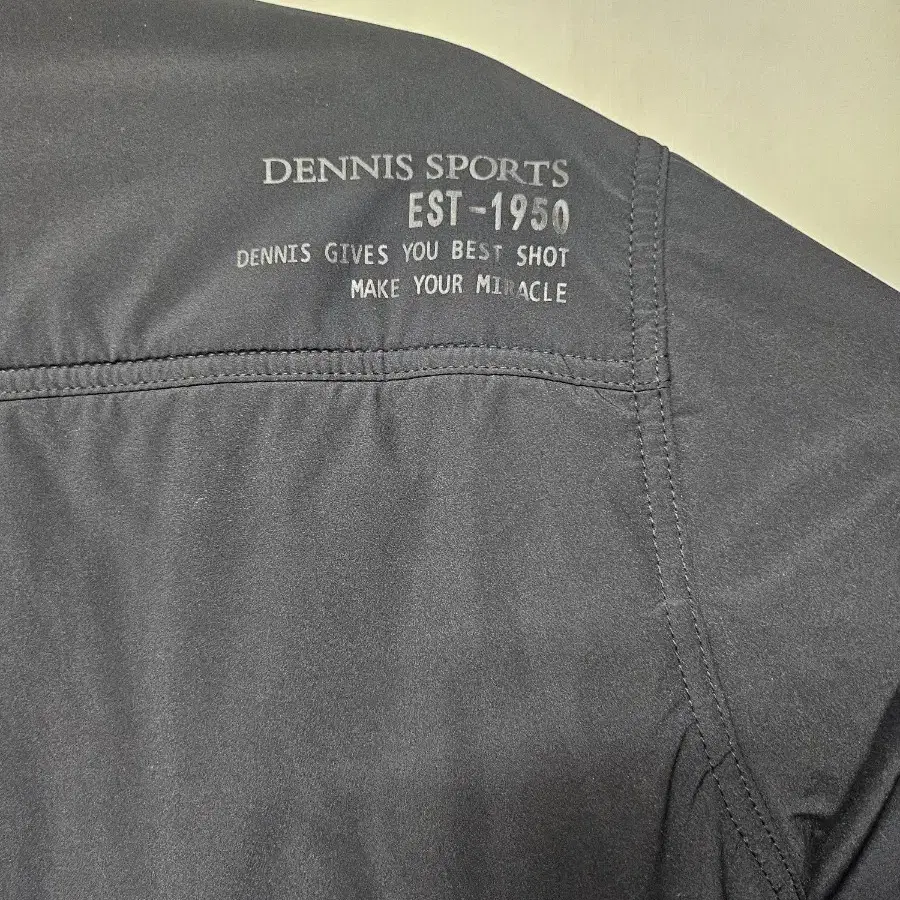 DENNIS SPORTS
EST-1950
DENNIS GIVES YOU BEST SHOT
MAKE YOUR MIRACLE